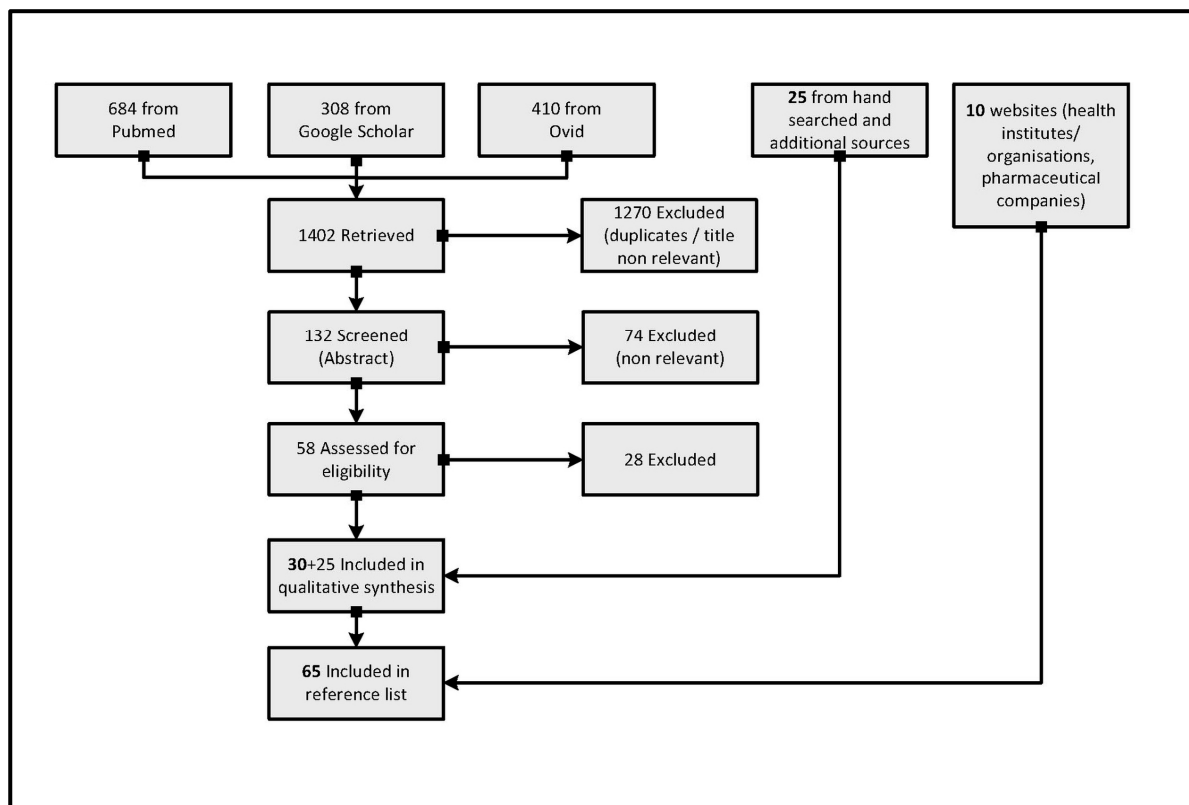 684 from
Pubmed
308 from
Google Scholar
410 from
Ovid
25 from hand
searched and
additional sources
10 websites (health
institutes/
organisations,
pharmaceutical
companies)
1402 Retrieved
1270 Excluded
(duplicates / title
non relevant)
132 Screened
(Abstract)
74 Excluded
(non relevant)
58 Assessed for
eligibility
28 Excluded
30+25 Included in
qualitative synthesis
65 Included in
reference list